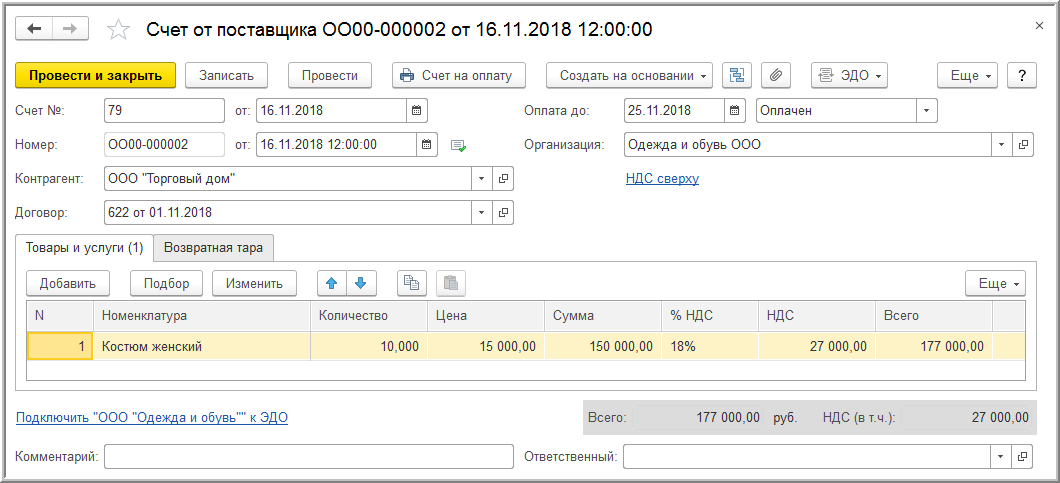 Счет от поставщика ОО00-000002 от 16.11.2018 12:00:00
Провести и закрыть Записать Провести Счет на оплату Создать на основании ЭДО Еще ?
Счет №: 79 от: 16.11.2018 Оплата до: 25.11.2018 Оплачен
Номер: ОО00-000002 от: 16.11.2018 12:00:00 Организация: Одежда и обувь ООО
Контрагент: ООО "Торговый дом" НДС сверху
Договор: 622 от 01.11.2018
Товары и услуги (1) Возвратная тара
Добавить Подбор Изменить Еще
N Номенклатура Количество Цена Сумма % НДС НДС Всего
1 Костюм женский 10,000 15 000,00 150 000,00 18% 27 000,00 177 000,00
Подключить "ООО "Одежда и обувь"" к ЭДО Всего: 177 000,00 руб. НДС (в т.ч.): 27 000,00
Комментарий: Ответственный: